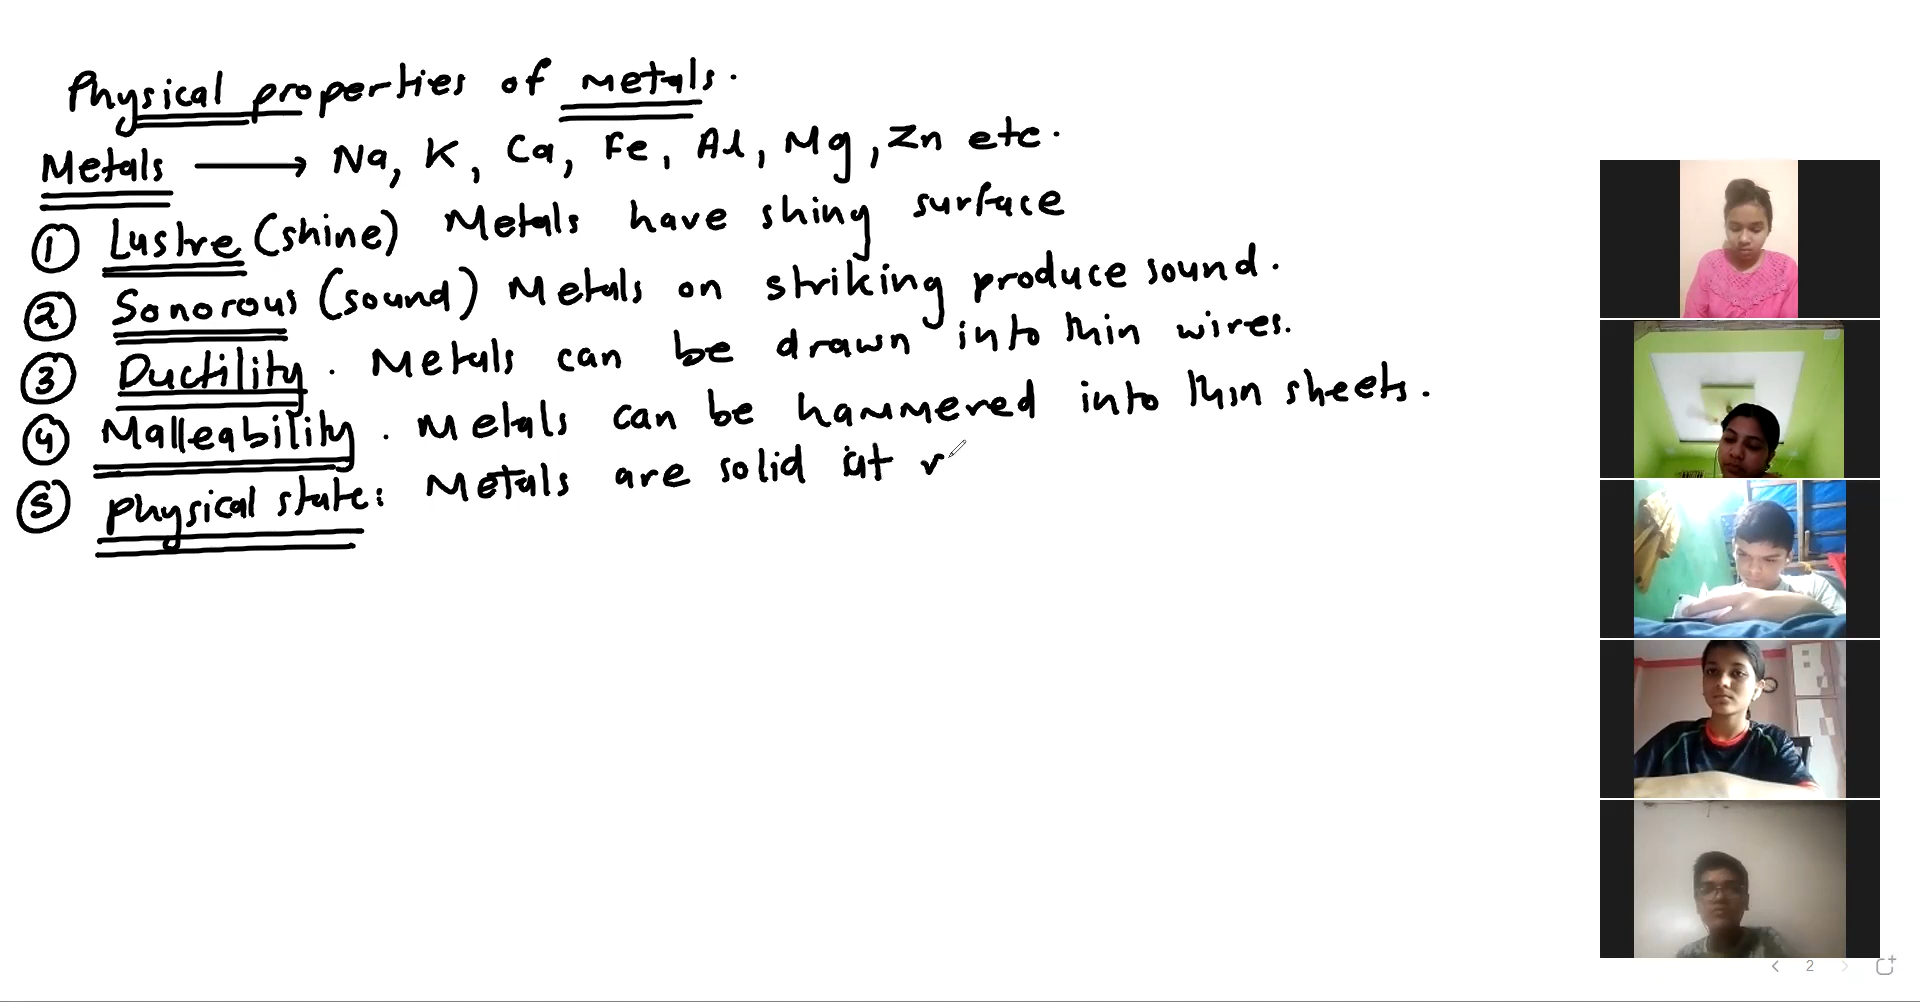 Physical properties of metals.
Metals → Na, K, Ca, Fe, Al, Mg, Zn etc.
① Lustre (shine) Metals have shing surface
② Sonorous (sound) Metals on striking produce sound.
③ Ductility. Metals can be drawn into thin wires.
④ Malleability. Metals can be hammered into thin sheets.
⑤ Physical state: Metals are solid at r
2